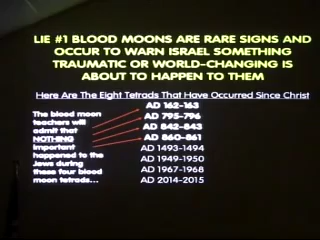 LIE #1 BLOOD MOONS ARE RARE SIGNS AND
OCCUR TO WARN ISRAEL SOMETHING
TRAUMATIC OR WORLD-CHANGING IS
ABOUT TO HAPPEN TO THEM
Here Are The Eight Tetrads That Have Occurred Since Christ
The blood moon
teachers will
admit that
NOTHING
important
happened to the
Jews during
these four blood
moon tetrads...
AD 162-163
AD 795-796
AD 842-843
AD 860-861
AD 1493-1494
AD 1949-1950
AD 1967-1968
AD 2014-2015